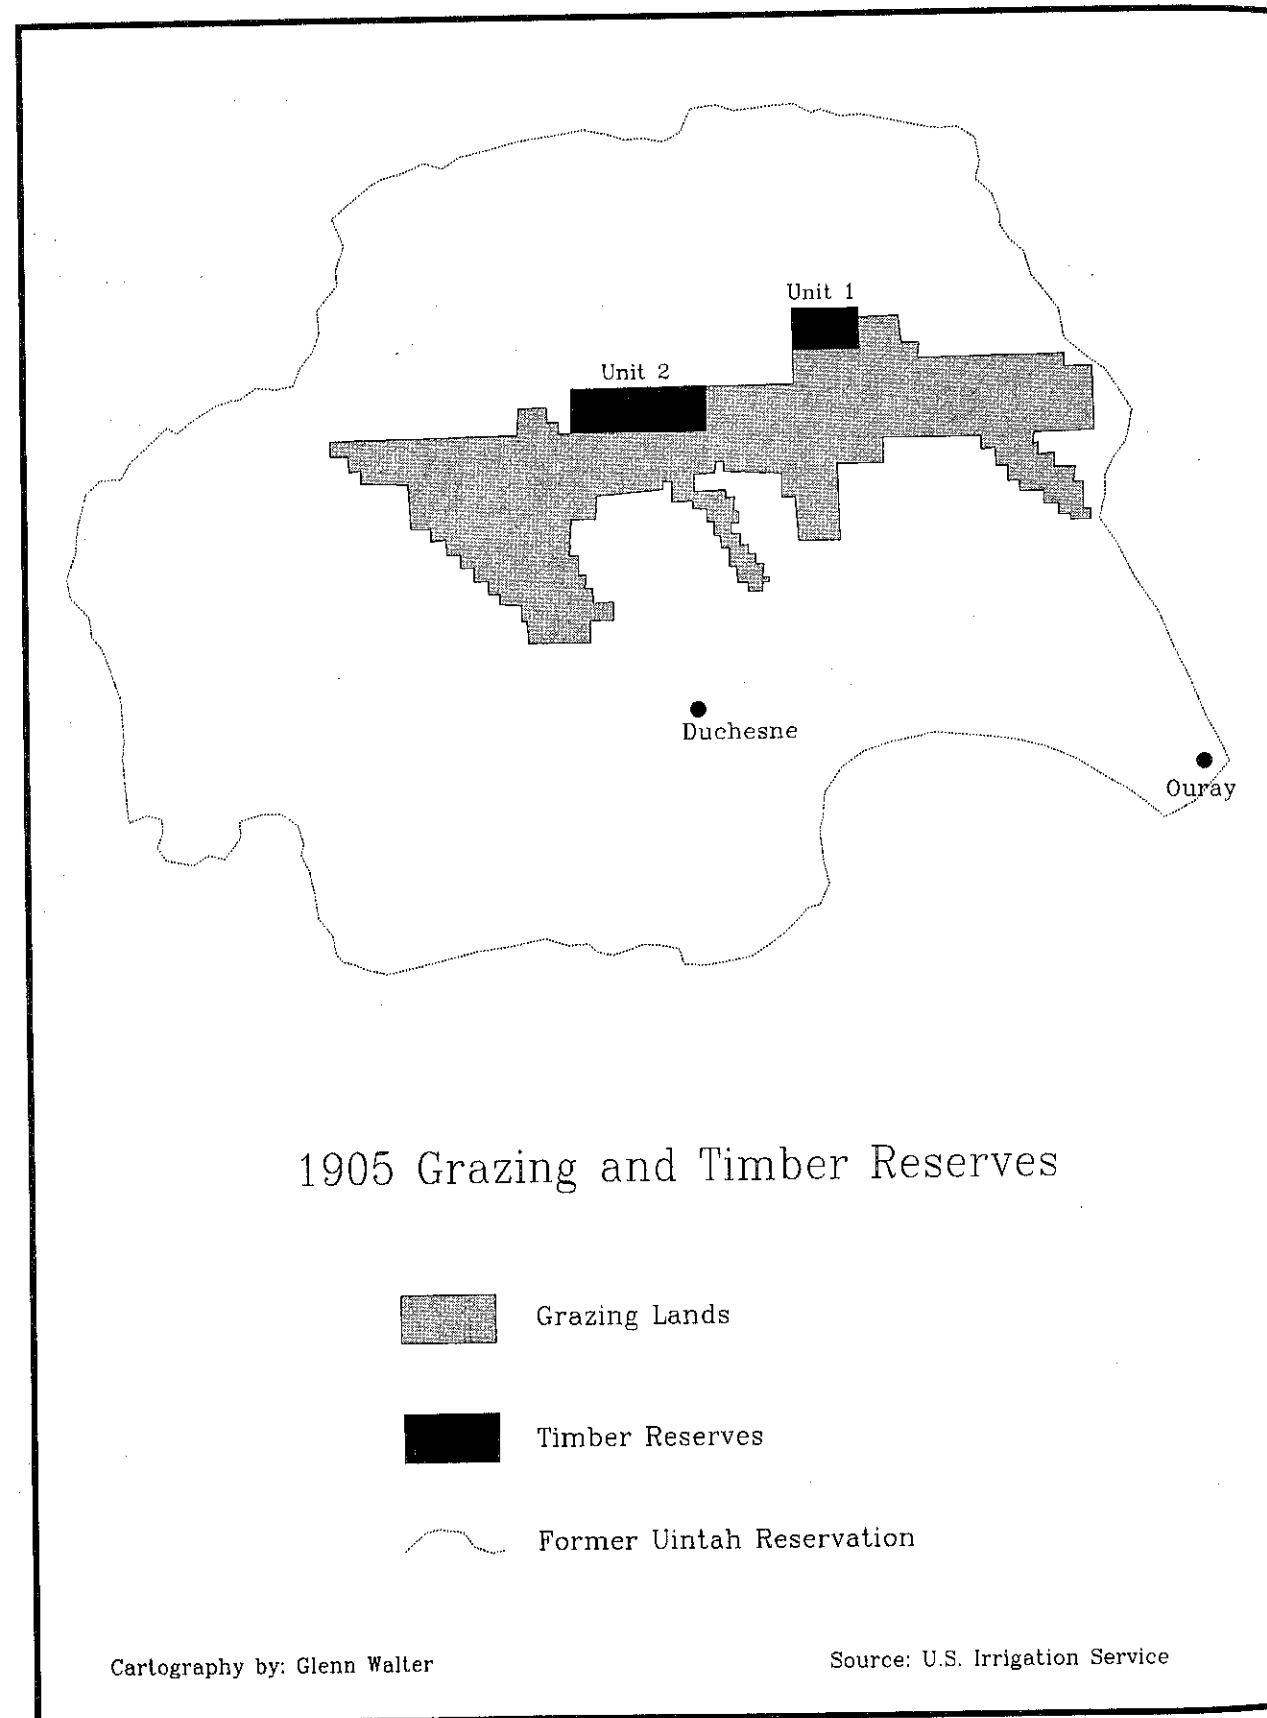 Unit 1
Unit 2
Duchesne
Ouray
1905 Grazing and Timber Reserves
Grazing Lands
Timber Reserves
Former Uintah Reservation
Cartography by: Glenn Walter
Source: U.S. Irrigation Service